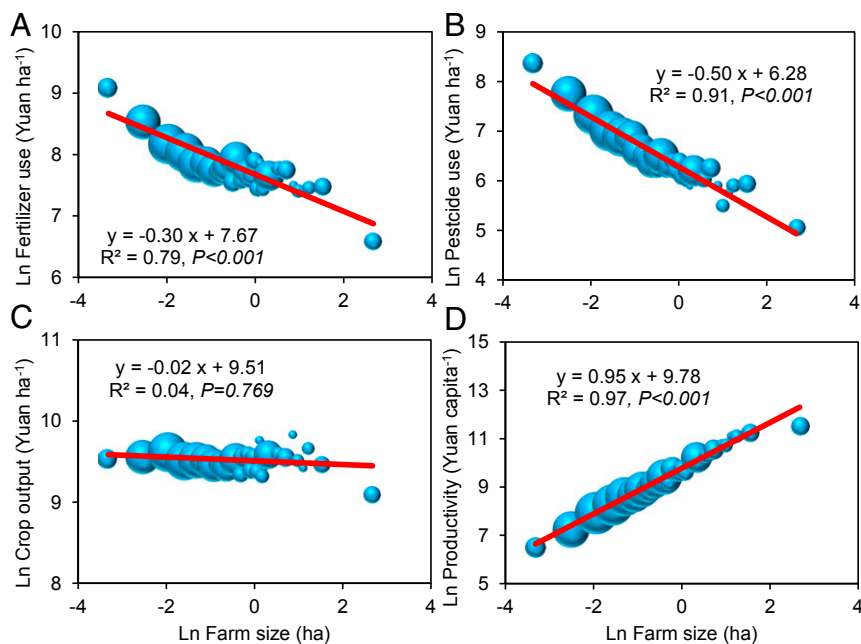 A
Ln Fertilizer use (Yuan ha⁻¹)
10
9
8
7
6
y = -0.30 x + 7.67
R² = 0.79, P<0.001
-4 -2 0 2 4
B
Ln Pestcide use (Yuan ha⁻¹)
9
8
7
6
5
4
y = -0.50 x + 6.28
R² = 0.91, P<0.001
-4 -2 0 2 4
C
Ln Crop output (Yuan ha⁻¹)
11
10
9
8
y = -0.02 x + 9.51
R² = 0.04, P=0.769
-4 -2 0 2 4
Ln Farm size (ha)
D
Ln Productivity (Yuan capita⁻¹)
15
13
11
9
7
5
y = 0.95 x + 9.78
R² = 0.97, P<0.001
-4 -2 0 2 4
Ln Farm size (ha)